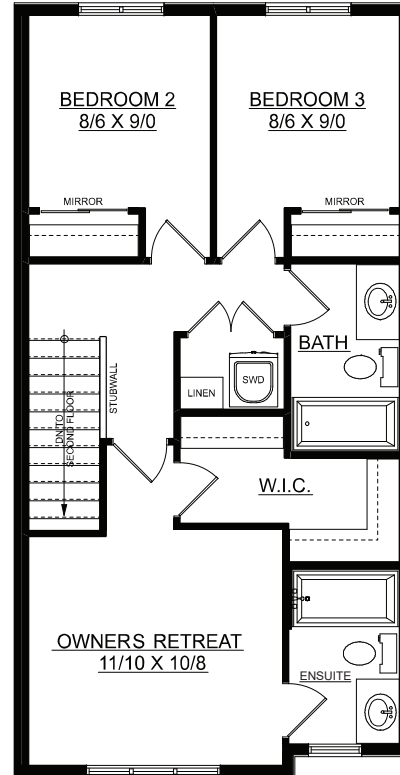 BEDROOM 2
8/6 X 9/0
BEDROOM 3
8/6 X 9/0
MIRROR
MIRROR
BATH
STUBWALL
LINEN
SWD
DN TO
SECOND FLOOR
W.I.C.
OWNERS RETREAT
11/10 X 10/8
ENSUITE